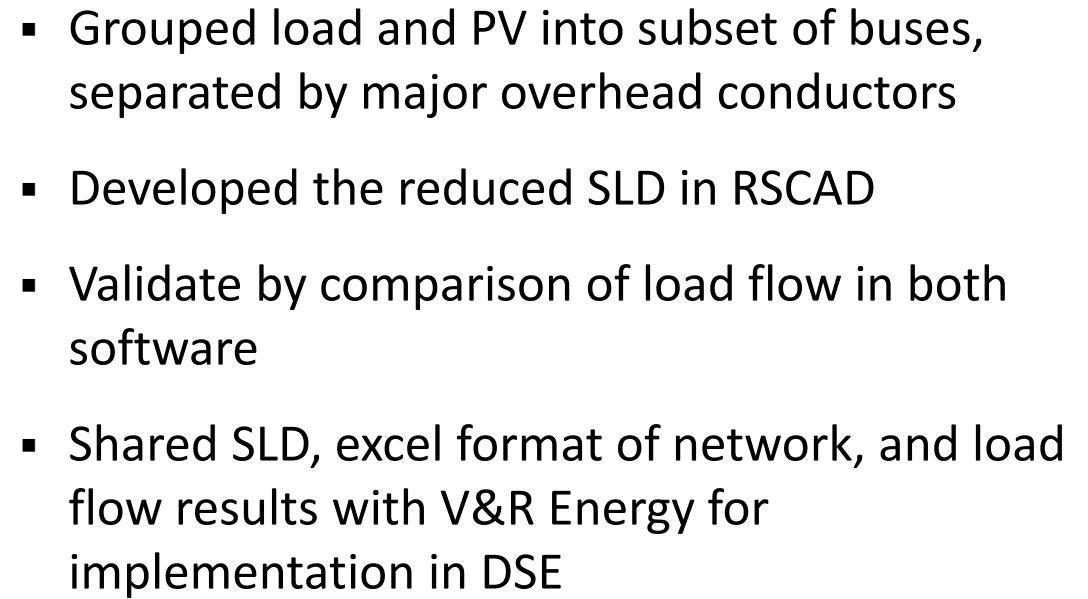 ▪ Grouped load and PV into subset of buses,
separated by major overhead conductors
▪ Developed the reduced SLD in RSCAD
▪ Validate by comparison of load flow in both
software
▪ Shared SLD, excel format of network, and load
flow results with V&R Energy for
implementation in DSE